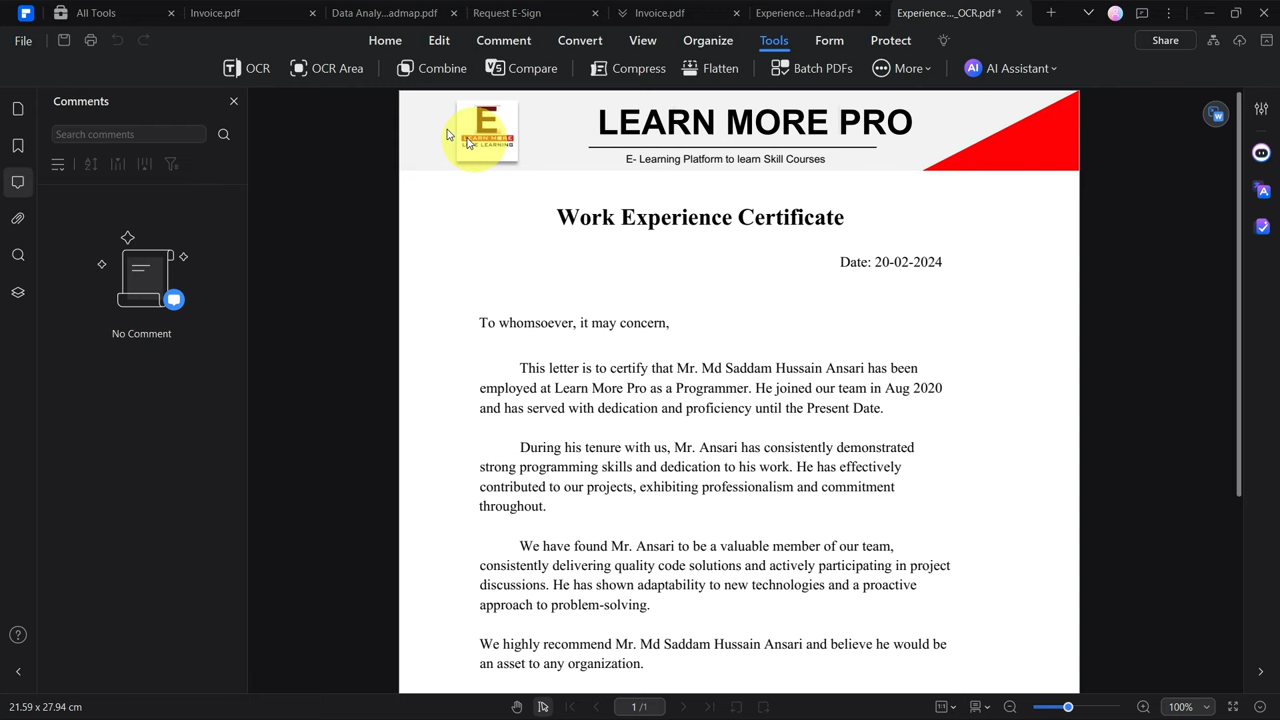 All Tools
Invoice.pdf
Data Analy...admap.pdf
Request E-Sign
Invoice.pdf
Experience....Head.pdf *
Experience..._OCR.pdf *
File
Home
Edit
Comment
Convert
View
Organize
Tools
Form
Protect
Share
OCR
OCR Area
Combine
Compare
Compress
Flatten
Batch PDFs
More
AI Assistant
Comments
Search comments
No Comment
E
LEARN MORE
LEARN MORE PRO
E- Learning Platform to learn Skill Courses
Work Experience Certificate
Date: 20-02-2024
To whomsoever, it may concern,
This letter is to certify that Mr. Md Saddam Hussain Ansari has been
employed at Learn More Pro as a Programmer. He joined our team in Aug 2020
and has served with dedication and proficiency until the Present Date.
During his tenure with us, Mr. Ansari has consistently demonstrated
strong programming skills and dedication to his work. He has effectively
contributed to our projects, exhibiting professionalism and commitment
throughout.
We have found Mr. Ansari to be a valuable member of our team,
consistently delivering quality code solutions and actively participating in project
discussions. He has shown adaptability to new technologies and a proactive
approach to problem-solving.
We highly recommend Mr. Md Saddam Hussain Ansari and believe he would be
an asset to any organization.
21.59 x 27.94 cm
1 /1
100%